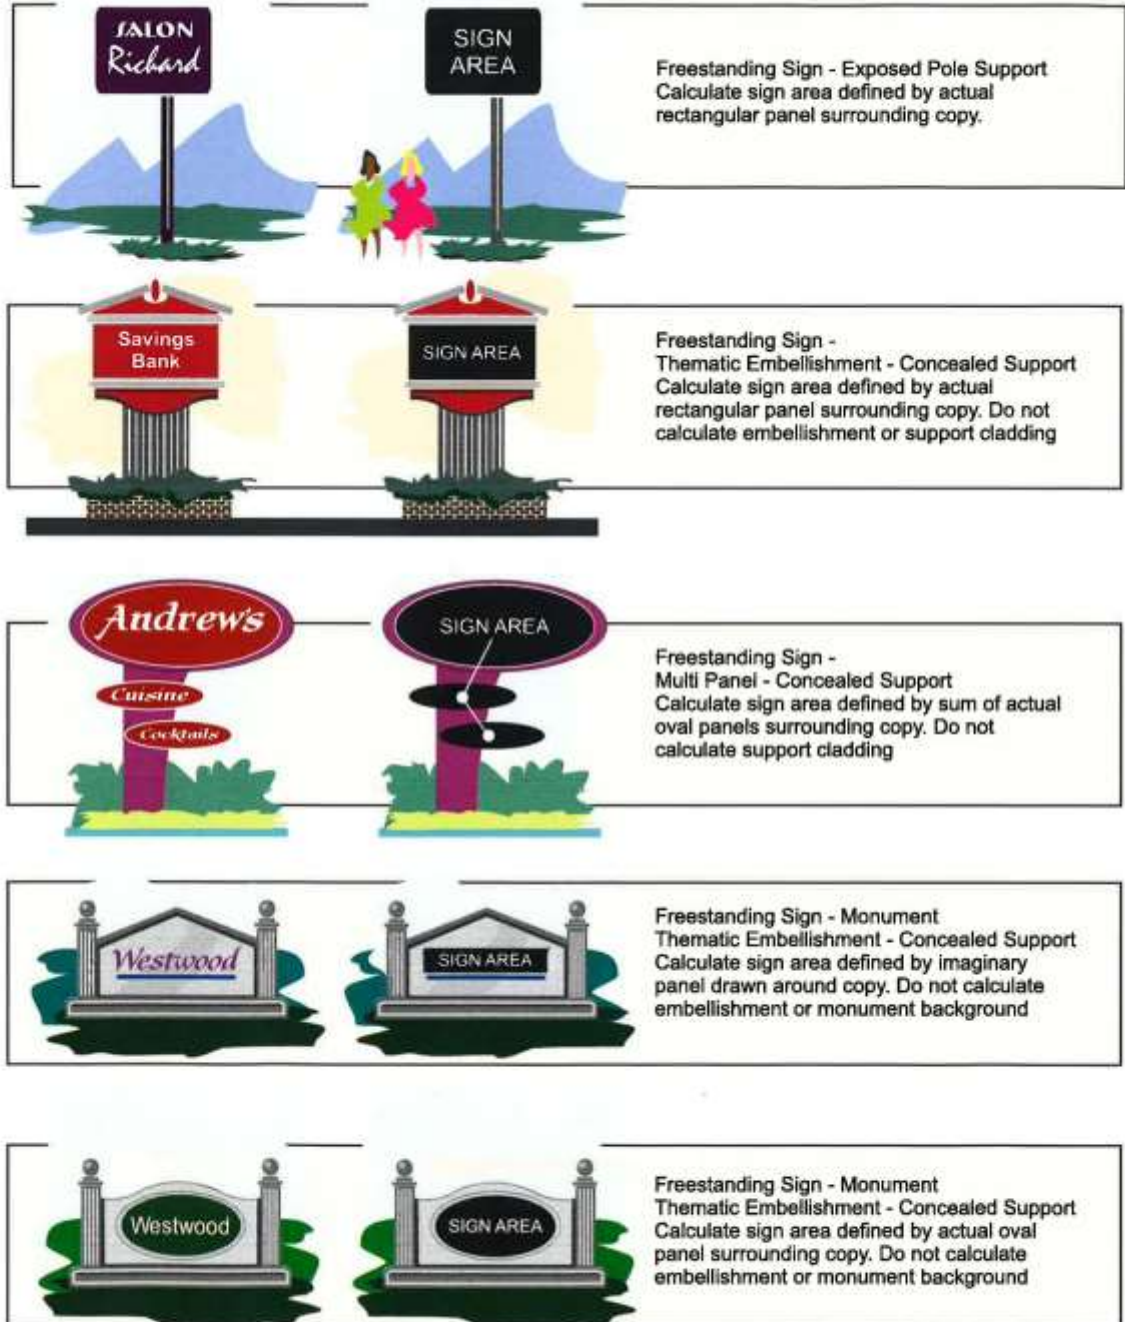 SALON
Richard
SIGN
AREA
Freestanding Sign - Exposed Pole Support
Calculate sign area defined by actual
rectangular panel surrounding copy.
Savings
Bank
SIGN AREA
Freestanding Sign -
Thematic Embellishment - Concealed Support
Calculate sign area defined by actual
rectangular panel surrounding copy. Do not
calculate embellishment or support cladding
Andrew's
Cuisine
Cocktails
SIGN AREA
Freestanding Sign -
Multi Panel - Concealed Support
Calculate sign area defined by sum of actual
oval panels surrounding copy. Do not
calculate support cladding
Westwood
SIGN AREA
Freestanding Sign - Monument
Thematic Embellishment - Concealed Support
Calculate sign area defined by imaginary
panel drawn around copy. Do not calculate
embellishment or monument background
Westwood
SIGN AREA
Freestanding Sign - Monument
Thematic Embellishment - Concealed Support
Calculate sign area defined by actual oval
panel surrounding copy. Do not calculate
embellishment or monument background